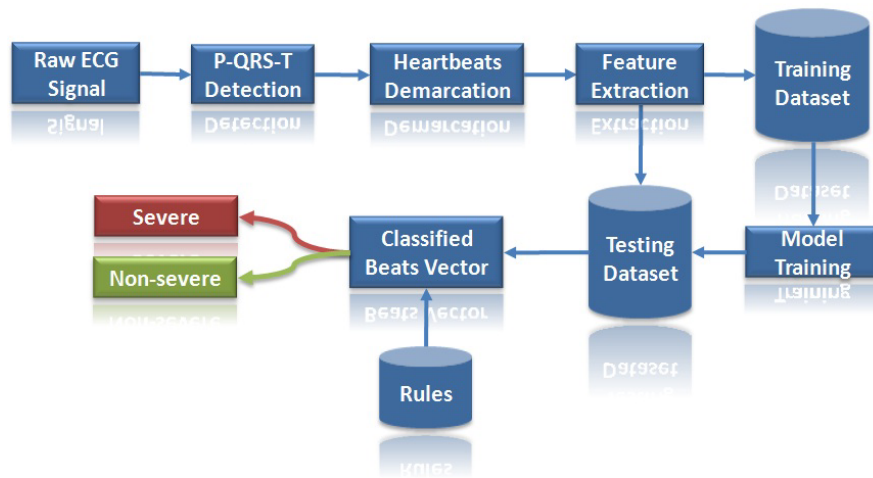 Raw ECG
Signal
P-QRS-T
Detection
Heartbeats
Demarcation
Feature
Extraction
Training
Dataset
Severe
Non-severe
Classified
Beats Vector
Testing
Dataset
Model
Training
Rules